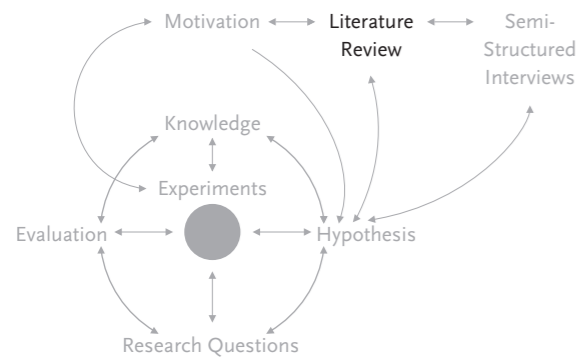 Motivation
Literature
Review
Semi-
Structured
Interviews
Knowledge
Experiments
Evaluation
Hypothesis
Research Questions